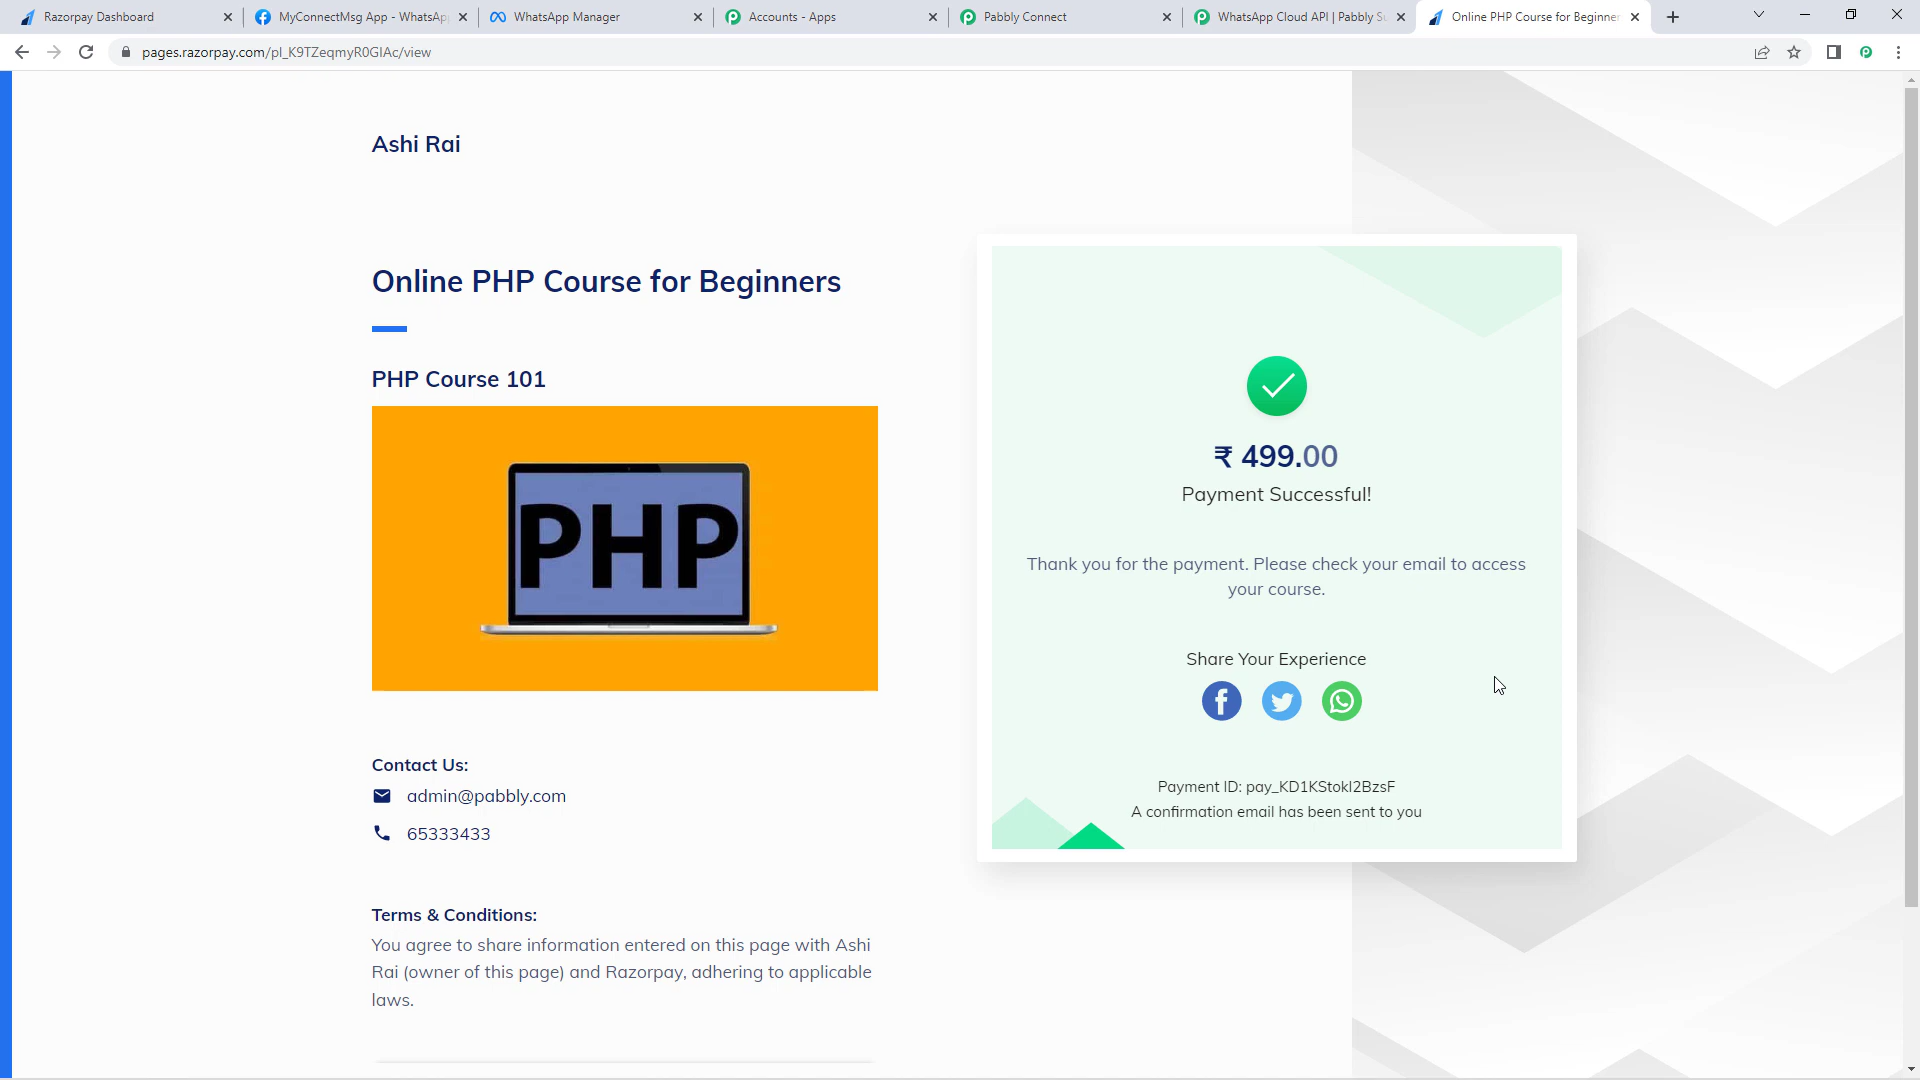 Razorpay Dashboard
MyConnectMsg App - WhatsAp
WhatsApp Manager
Accounts - Apps
Pabbly Connect
WhatsApp Cloud API | Pabbly Su
Online PHP Course for Beginner
pages.razorpay.com/pl_K9TZeqmyR0GIAc/view
Ashi Rai
Online PHP Course for Beginners
PHP Course 101
PHP
Contact Us:
admin@pabbly.com
65333433
Terms & Conditions:
You agree to share information entered on this page with Ashi
Rai (owner of this page) and Razorpay, adhering to applicable
laws.
₹ 499.00
Payment Successful!
Thank you for the payment. Please check your email to access
your course.
Share Your Experience
Payment ID: pay_KD1KStokI2BzsF
A confirmation email has been sent to you